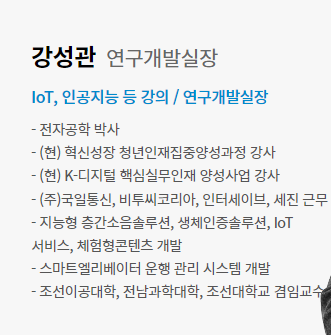 강성관 연구개발실장
IoT, 인공지능 등 강의 / 연구개발실장
- 전자공학 박사
- (현) 혁신성장 청년인재집중양성과정 강사
- (현) K-디지털 핵심실무인재 양성사업 강사
- (주)국일통신, 비투씨코리아, 인터세이브, 세진 근무
- 지능형 층간소음솔루션, 생체인증솔루션, IoT
서비스, 체험형콘텐츠 개발
- 스마트엘리베이터 운행 관리 시스템 개발
- 조선이공대학, 전남과학대학, 조선대학교 겸임교수